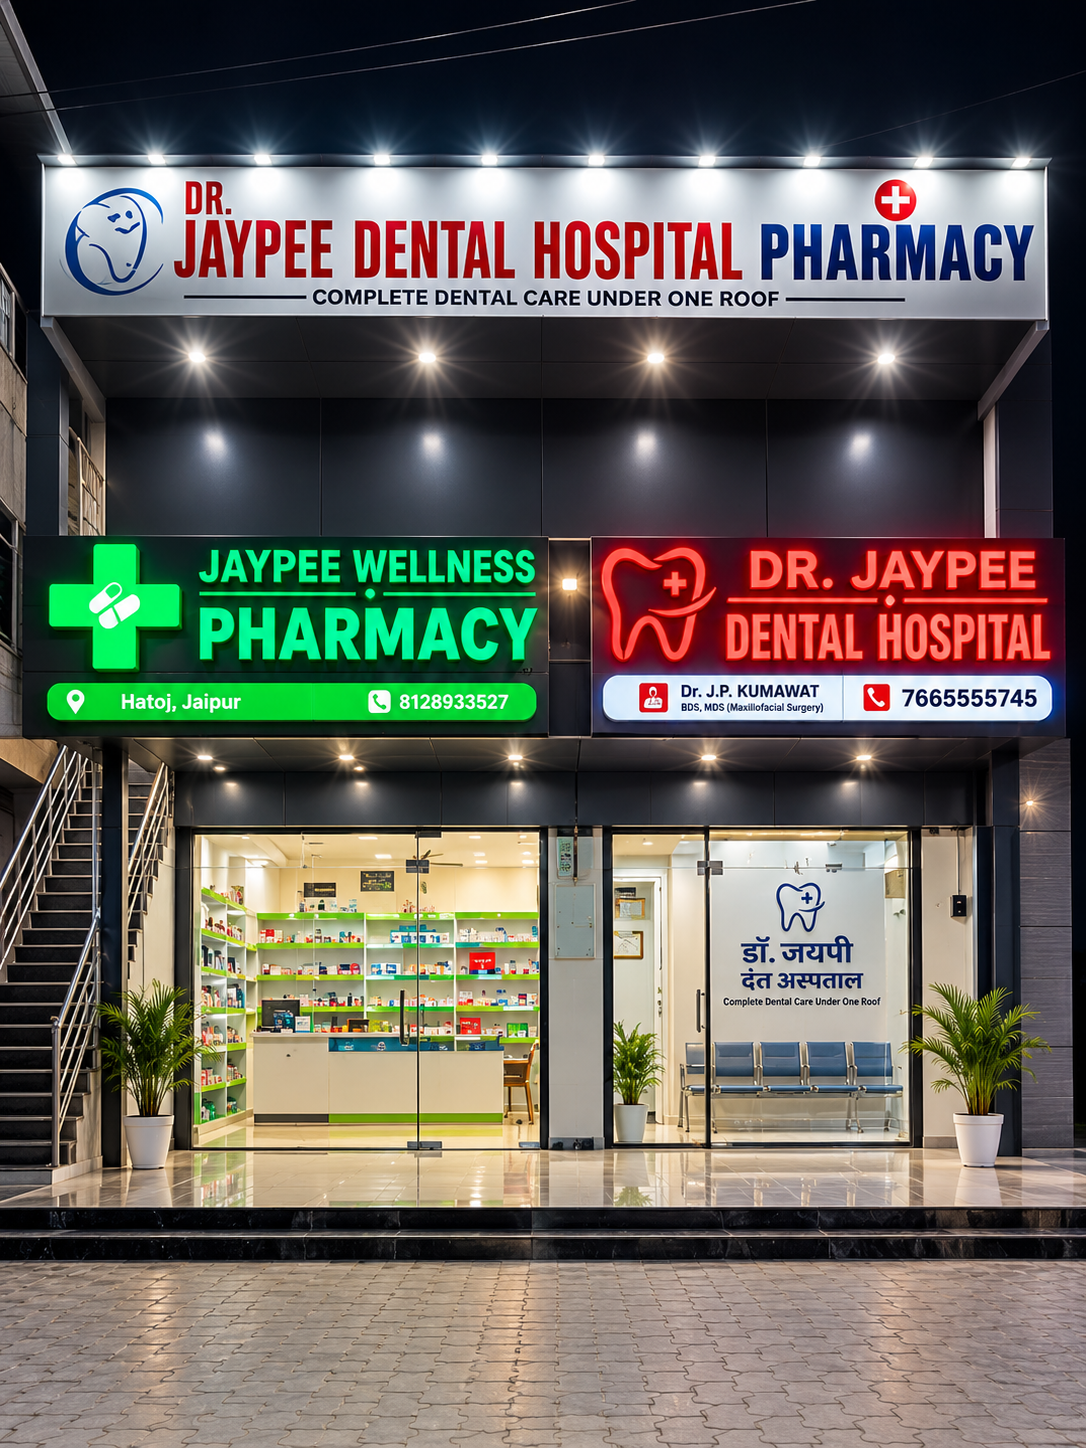 DR.
JAYPEE DENTAL HOSPITAL PHARMACY
COMPLETE DENTAL CARE UNDER ONE ROOF
JAYPEE WELLNESS
PHARMACY
Hatoj, Jaipur
8128933527
DR. JAYPEE
DENTAL HOSPITAL
Dr. J.P. KUMAWAT
BDS, MDS (Maxillofacial Surgery)
7665555745
डॉ. जयपी
दंत अस्पताल
Complete Dental Care Under One Roof